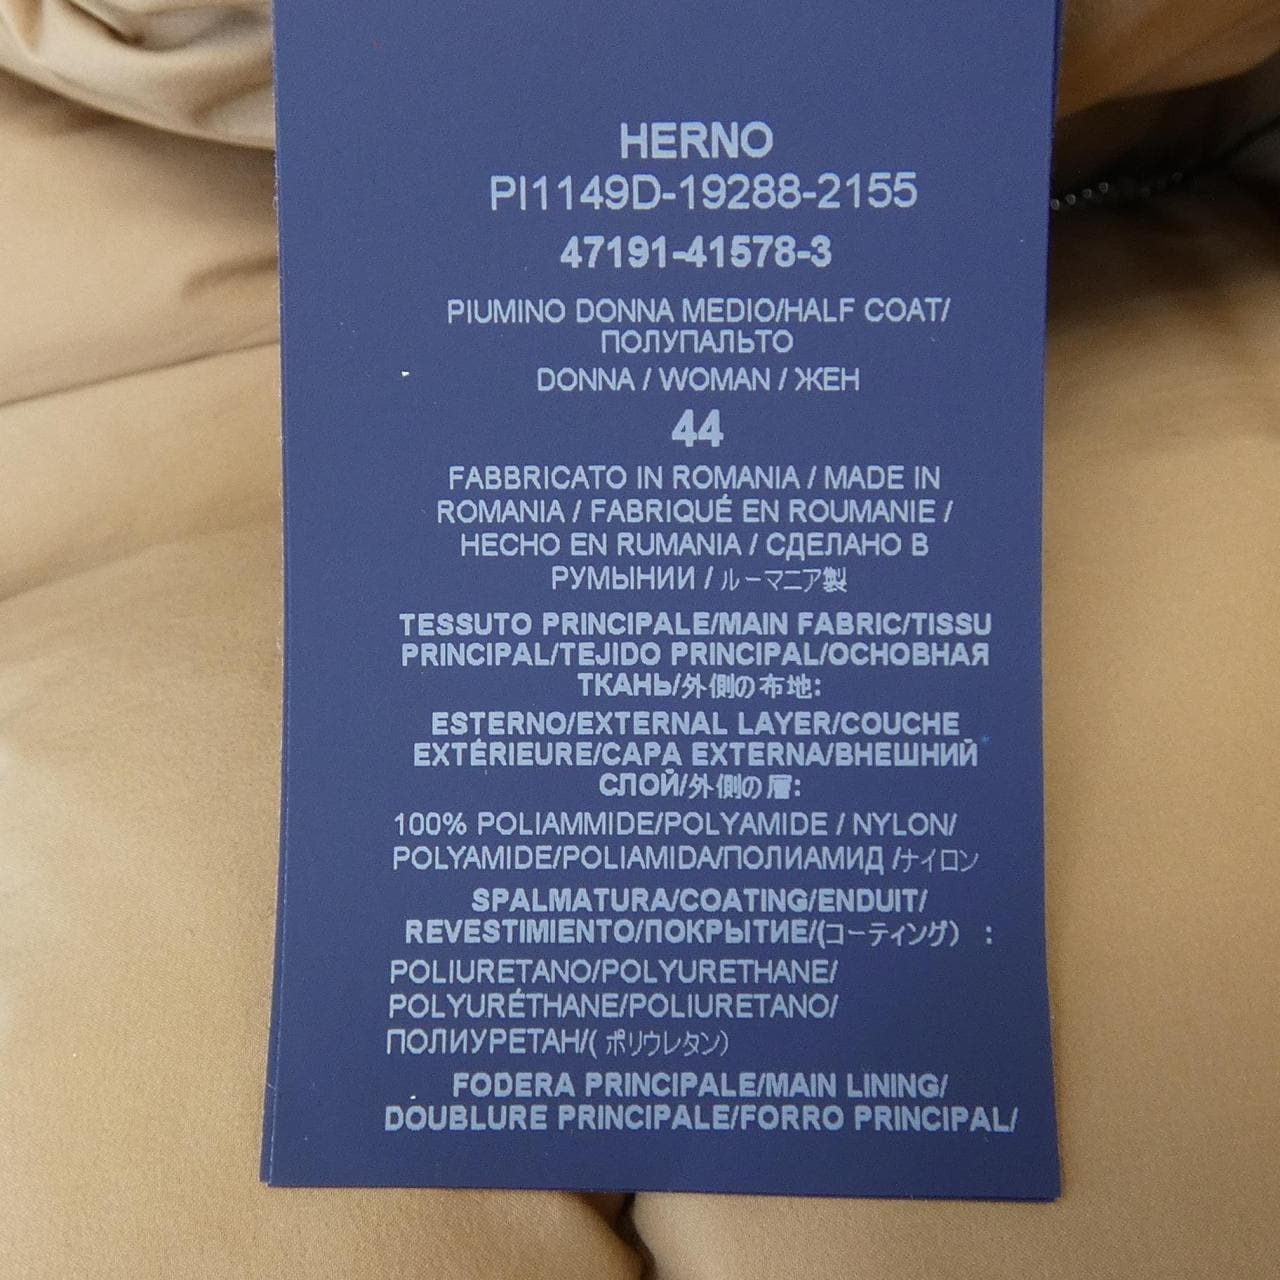 HERNO
PI1149D-19288-2155
47191-41578-3
PIUMINO DONNA MEDIO/HALF COAT/
ПОЛУПАЛЬТО
DONNA / WOMAN / ЖЕН
44
FABBRICATO IN ROMANIA / MADE IN
ROMANIA / FABRIQUÉ EN ROUMANIE /
HECHO EN RUMANIA / СДЕЛАНО В
РУМЫНИИ / ルーマニア製
TESSUTO PRINCIPALE/MAIN FABRIC/TISSU
PRINCIPAL/TEJIDO PRINCIPAL/ОСНОВНАЯ
ТКАНЬ/外側の布地:
ESTERNO/EXTERNAL LAYER/COUCHE
EXTÉRIEURE/CAPA EXTERNA/ВНЕШНИЙ
СЛОЙ/外側の層:
100% POLIAMMIDE/POLYAMIDE / NYLON/
POLYAMIDE/POLIAMIDA/ПОЛИАМИД /ナイロン
SPALMATURA/COATING/ENDUIT/
REVESTIMIENTO/ПОКРЫТИЕ/(コーティング) :
POLIURETANO/POLYURETHANE/
POLYURÉTHANE/POLIURETANO/
ПОЛИУРЕТАН/( ポリウレタン)
FODERA PRINCIPALE/MAIN LINING/
DOUBLURE PRINCIPALE/FORRO PRINCIPAL/